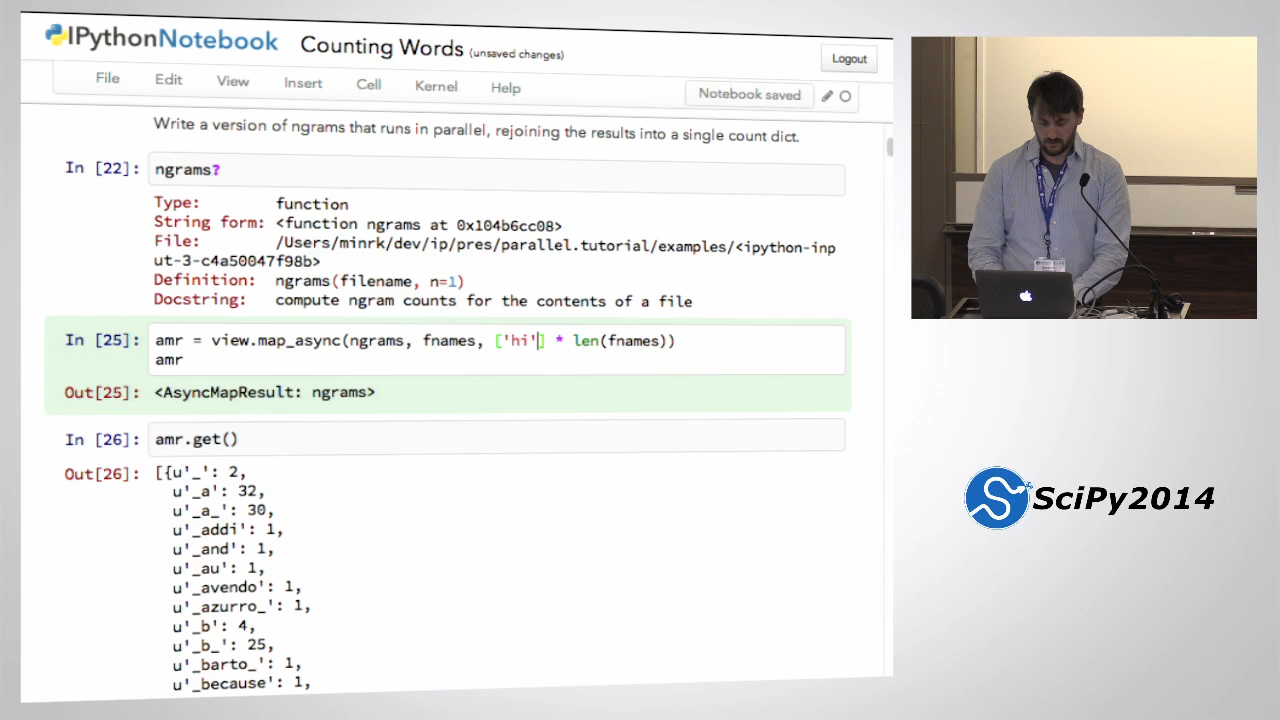 IPythonNotebook Counting Words (unsaved changes) Logout
File Edit View Insert Cell Kernel Help Notebook saved
Write a version of ngrams that runs in parallel, rejoining the results into a single count dict.
In [22]: ngrams?
Type: function
String form: <function ngrams at 0x104b6cc08>
File: /Users/minrk/dev/ip/pres/parallel.tutorial/examples/<ipython-inp
ut-3-c4a50047f98b>
Definition: ngrams(filename, n=1)
Docstring: compute ngram counts for the contents of a file
In [25]: amr = view.map_async(ngrams, fnames, ['hi'] * len(fnames))
amr
Out[25]: <AsyncMapResult: ngrams>
In [26]: amr.get()
Out[26]: [{u'_': 2,
u'_a': 32,
u'_a_': 30,
u'_addi': 1,
u'_and': 1,
u'_au': 1,
u'_avendo': 1,
u'_azurro_': 1,
u'_b': 4,
u'_b_': 25,
u'_barto_': 1,
u'_because': 1,
SciPy2014